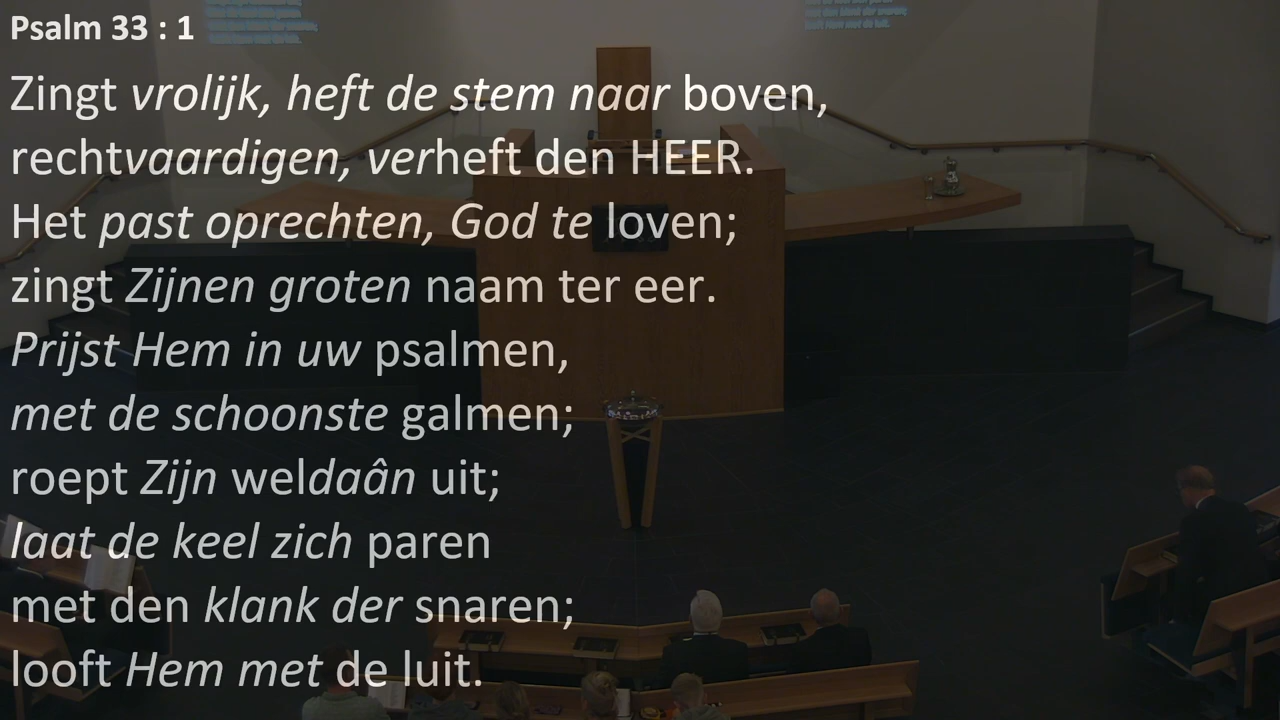 Psalm 33 : 1
Zingt vrolijk, heft de stem naar boven,
rechtvaardigen, verheft den HEER.
Het past oprechten, God te loven;
zingt Zijnen groten naam ter eer.
Prijst Hem in uw psalmen,
met de schoonste galmen;
roept Zijn weldaân uit;
laat de keel zich paren
met den klank der snaren;
looft Hem met de luit.